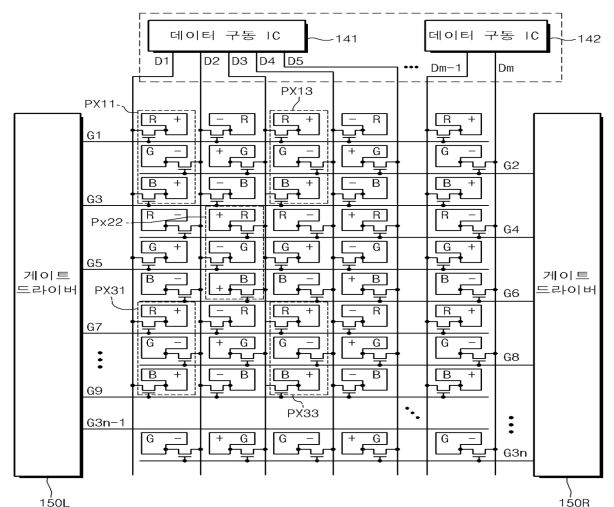 데이터 구동 IC
141
데이터 구동 IC
142
D1 D2 D3 D4 D5 ••• Dm-1 Dm
PX11
PX13
R + - R R + - R R +
G1
G - + G G - + G G -
G2
B + - B B + - B B +
G3
Px22
R - + R R - + R R -
G4
G + - G G + - G G +
G5
게이트
드라이버
게이트
드라이버
B - + B B - + B B -
G6
PX31
R + - R R + - R R +
G7
G - + G G - + G G -
G8
B + - B B + - B B +
G9
PX33
G3n-1
G - + G G - + G G -
G3n
150L
150R